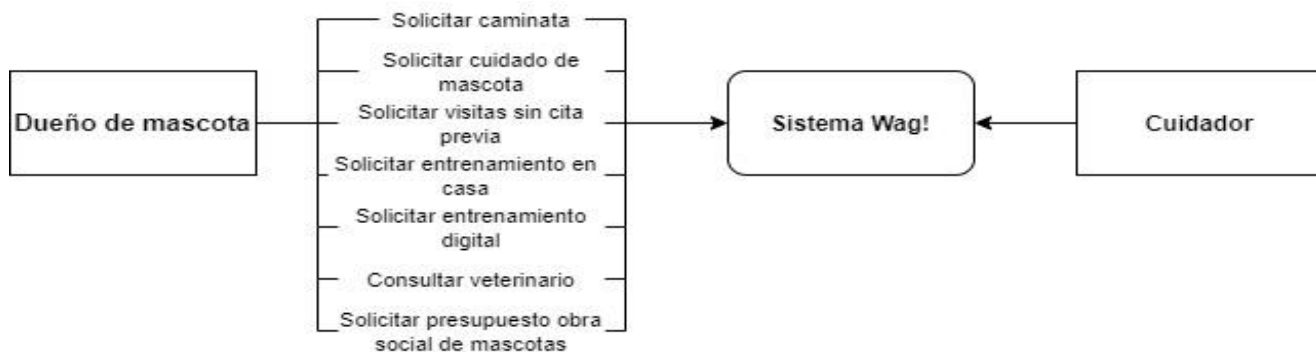 Solicitar caminata
Solicitar cuidado de
mascota
Dueño de mascota
Solicitar visitas sin cita
previa
Sistema Wag!
Cuidador
Solicitar entrenamiento en
casa
Solicitar entrenamiento
digital
Consultar veterinario
Solicitar presupuesto obra
social de mascotas